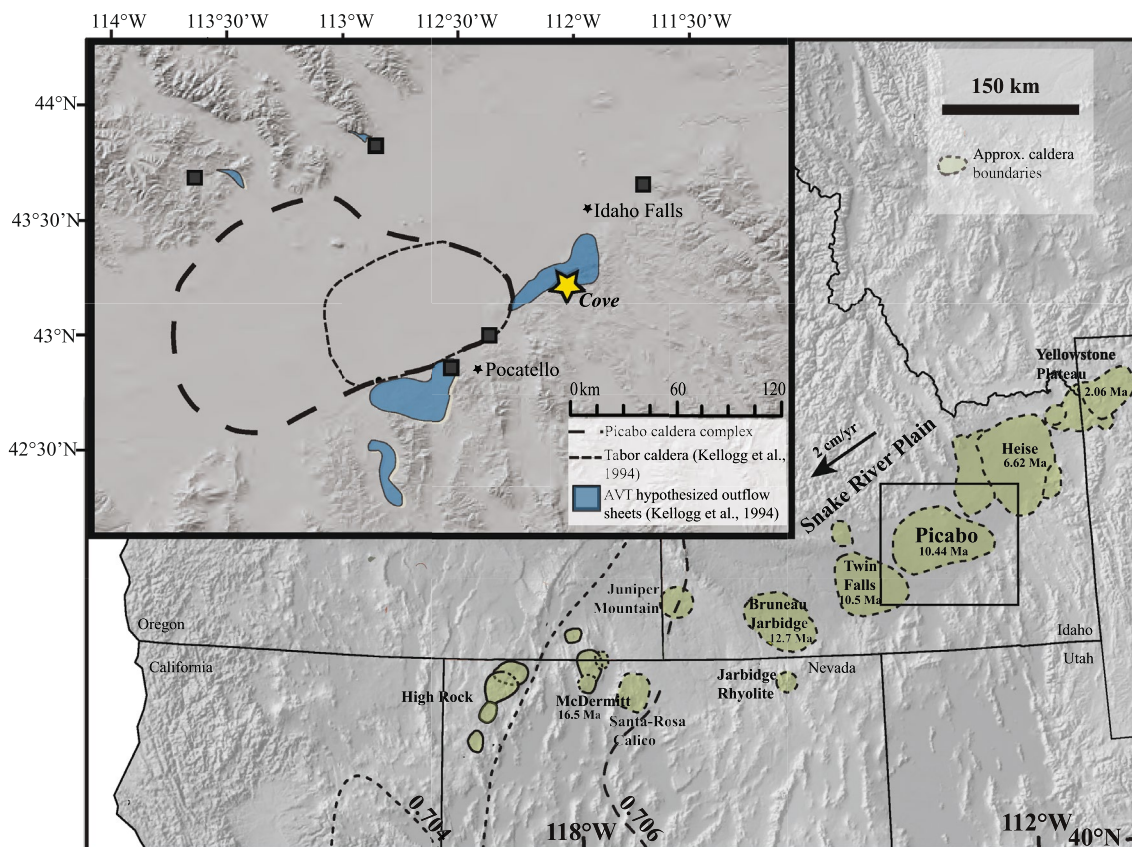 114°W 113°30’W 113°W 112°30’W 112°W 111°30’W
44°N
43°30’N
43°N
42°30’N
Idaho Falls
Cove
Pocatello
0km 60 120
Picabo caldera complex
Tabor caldera (Kellogg et al.,
1994)
AVT hypothesized outflow
sheets (Kellogg et al., 1994)
150 km
Approx. caldera
boundaries
Yellowstone
Plateau
2.06 Ma
2 cm/yr
Snake River Plain
Heise
6.62 Ma
Picabo
10.44 Ma
Twin
Falls
10.5 Ma
Juniper
Mountain
Bruneau
Jarbidge
12.7 Ma
Oregon
Idaho
California
Nevada
Utah
High Rock
McDermitt
16.5 Ma
Santa-Rosa
Calico
Jarbidge
Rhyolite
0.704
0.706
118°W
112°W
40°N